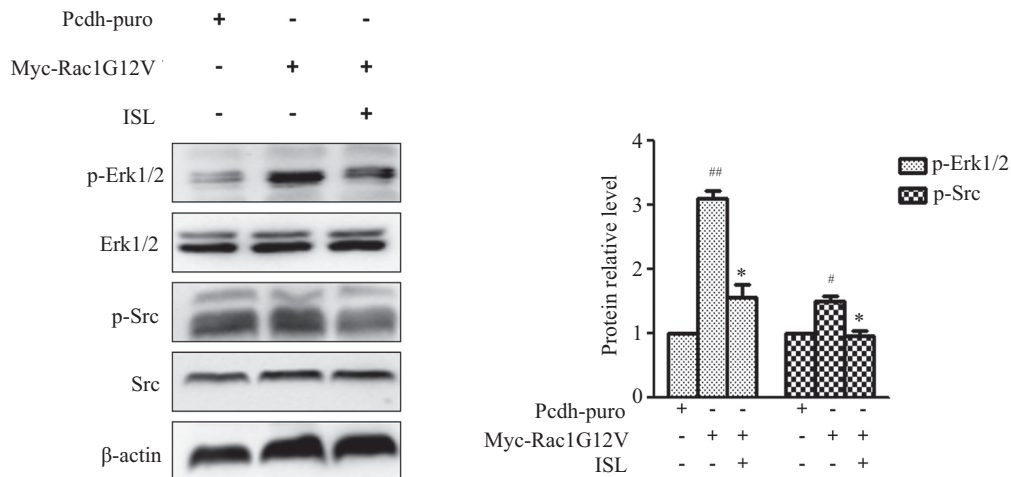 Pcdh-puro + - -
Myc-Rac1G12V - + +
ISL - - +
p-Erk1/2
Erk1/2
p-Src
Src
β-actin
Protein relative level
4
3
2
1
0
##
*
#
*
p-Erk1/2
p-Src
Pcdh-puro + - - + - -
Myc-Rac1G12V - + + - + +
ISL - - + - - +